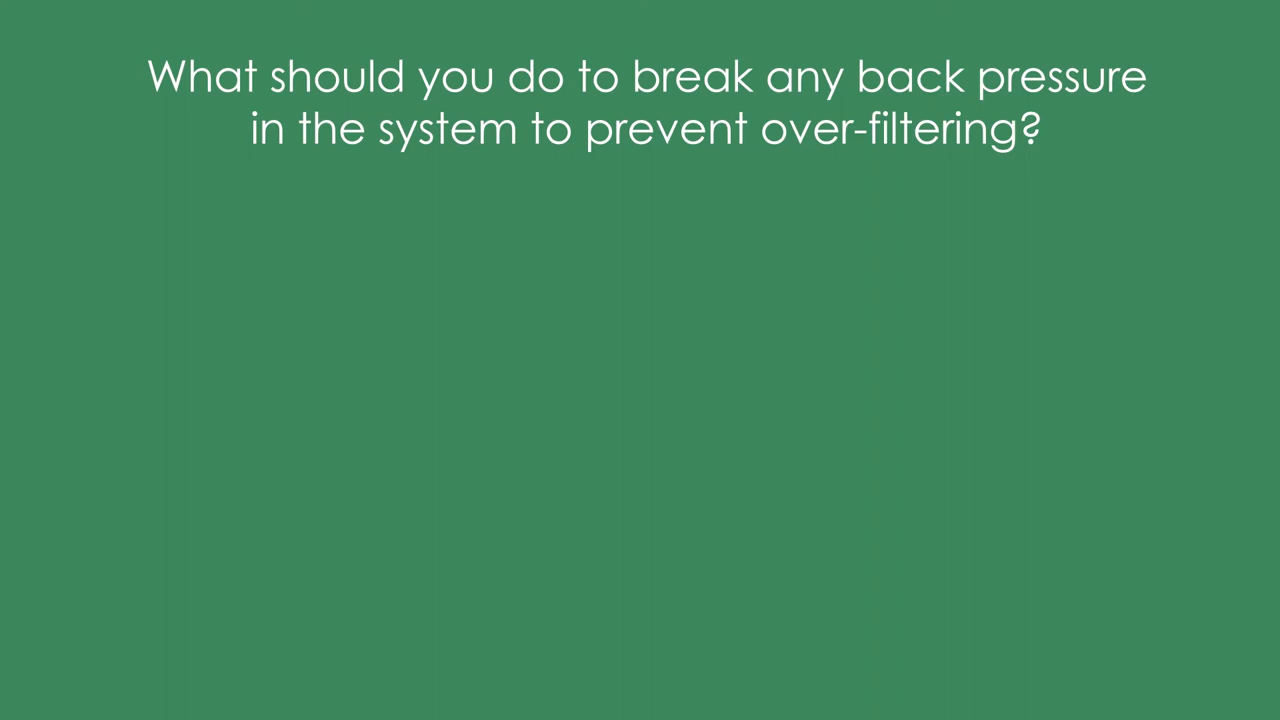 What should you do to break any back pressure
in the system to prevent over-filtering?